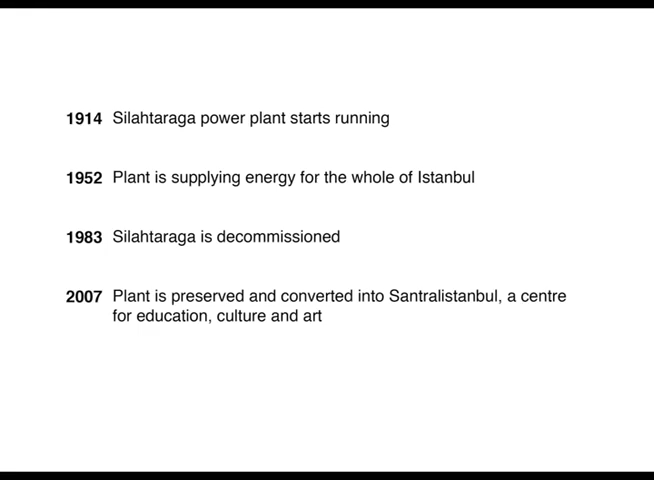 1914 Silahtaraga power plant starts running
1952 Plant is supplying energy for the whole of Istanbul
1983 Silahtaraga is decommissioned
2007 Plant is preserved and converted into Santralistanbul, a centre
for education, culture and art